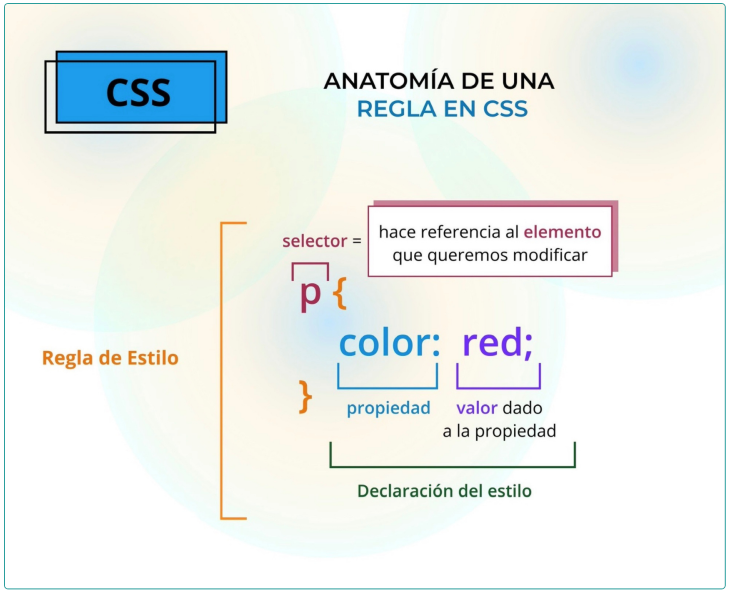 CSS
ANATOMÍA DE UNA
REGLA EN CSS
selector =
hace referencia al elemento
que queremos modificar
p {
Regla de Estilo
color: red;
}
propiedad
valor dado
a la propiedad
Declaración del estilo